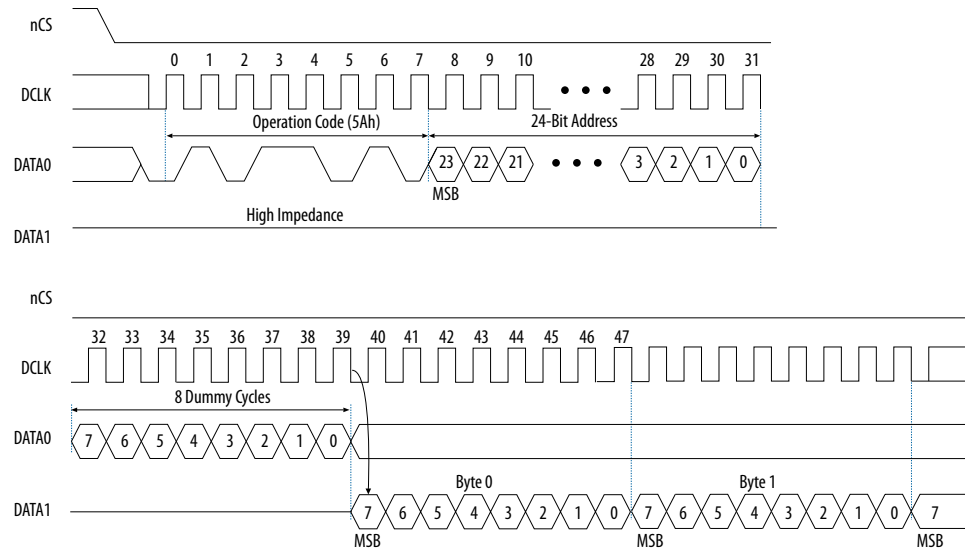 nCS
0 1 2 3 4 5 6 7 8 9 10 28 29 30 31
DCLK
Operation Code (5Ah) 24-Bit Address
DATA0 23 22 21 3 2 1 0
MSB
High Impedance
DATA1
nCS
32 33 34 35 36 37 38 39 40 41 42 43 44 45 46 47
DCLK
8 Dummy Cycles
DATA0 7 6 5 4 3 2 1 0
Byte 0 Byte 1
DATA1 7 6 5 4 3 2 1 0 7 6 5 4 3 2 1 0 7
MSB MSB MSB